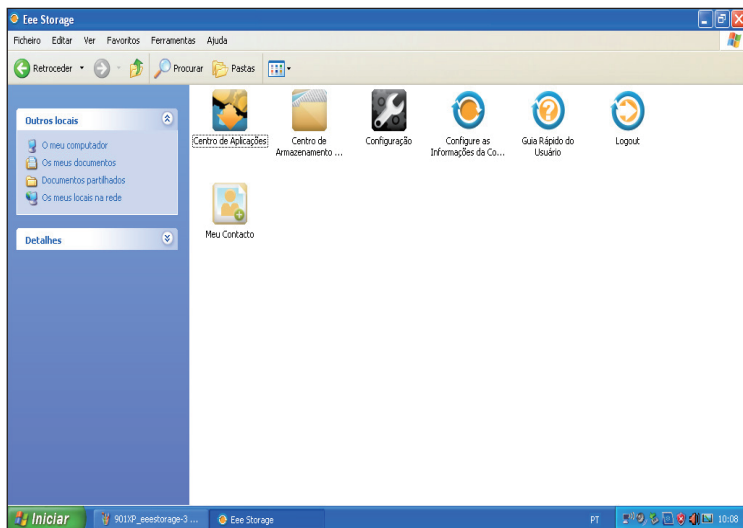 Eee Storage
Ficheiro Editar Ver Favoritos Ferramentas Ajuda
Retroceder Procurar Pastas
Outros locais
O meu computador
Os meus documentos
Documentos partilhados
Os meus locais na rede
Detalhes
Centro de Aplicações
Centro de
Armazenamento ...
Configuração
Configure as
Informações da Co...
Guia Rápido do
Usuário
Logout
Meu Contacto
Iniciar 901XP_eeestorage-3 ... Eee Storage PT 10:08